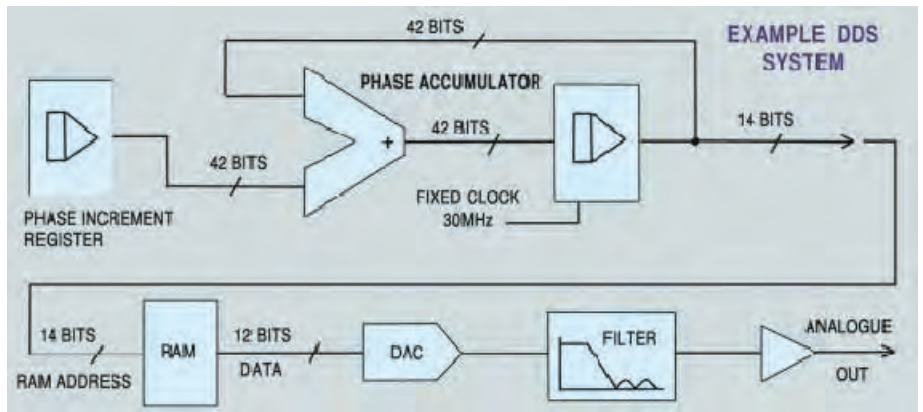 42 BITS
EXAMPLE DDS
SYSTEM
PHASE ACCUMULATOR
42 BITS
14 BITS
+
42 BITS
FIXED CLOCK
30MHz
PHASE INCREMENT
REGISTER
14 BITS
RAM ADDRESS
RAM
12 BITS
DATA
DAC
FILTER
ANALOGUE
OUT